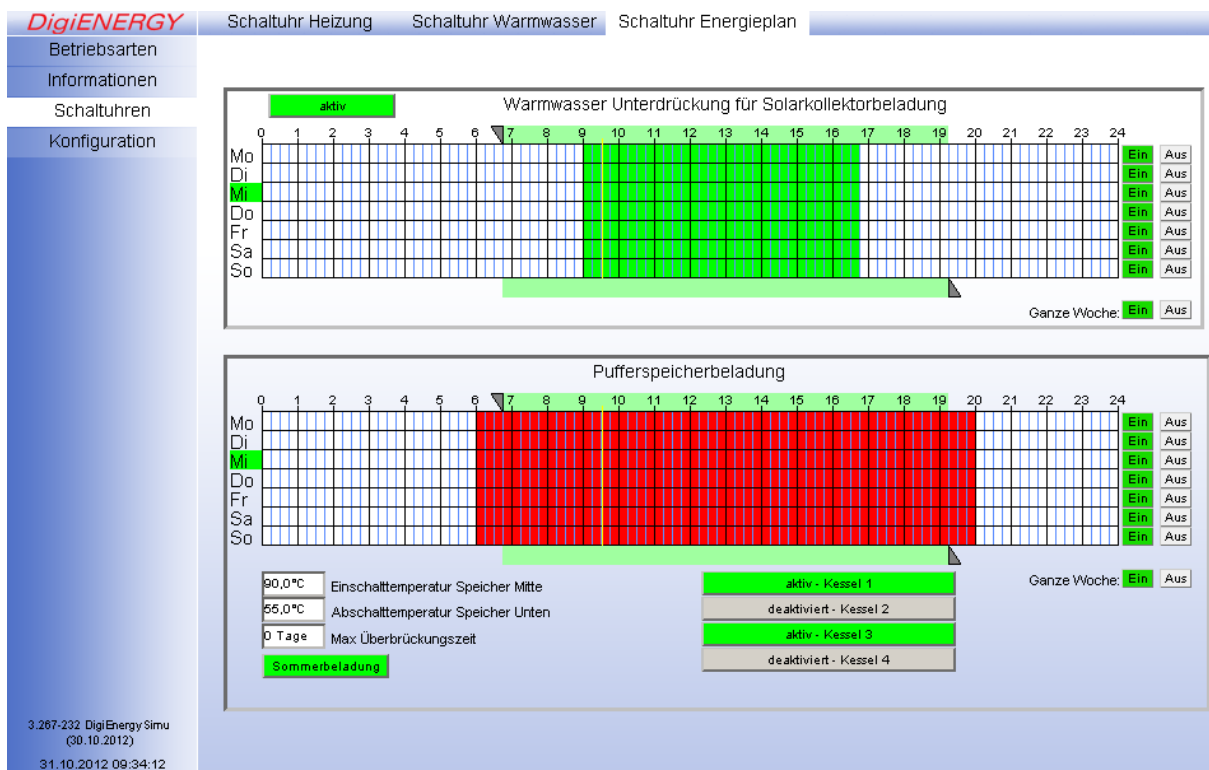 DigiENERGY
Schaltuhr Heizung Schaltuhr Warmwasser Schaltuhr Energieplan
Betriebsarten
Informationen
Schaltuhren
Konfiguration
aktiv Warmwasser Unterdrückung für Solarkollektorbeladung
0 1 2 3 4 5 6 7 8 9 10 11 12 13 14 15 16 17 18 19 20 21 22 23 24
Mo Ein Aus
Di Ein Aus
Mi Ein Aus
Do Ein Aus
Fr Ein Aus
Sa Ein Aus
So Ein Aus
Ganze Woche: Ein Aus
Pufferspeicherbeladung
0 1 2 3 4 5 6 7 8 9 10 11 12 13 14 15 16 17 18 19 20 21 22 23 24
Mo Ein Aus
Di Ein Aus
Mi Ein Aus
Do Ein Aus
Fr Ein Aus
Sa Ein Aus
So Ein Aus
90,0°C Einschalttemperatur Speicher Mitte aktiv - Kessel 1 Ganze Woche: Ein Aus
55,0°C Abschalttemperatur Speicher Unten deaktiviert - Kessel 2
0 Tage Max Überbrückungszeit aktiv - Kessel 3
Sommerbeladung deaktiviert - Kessel 4
3.267-232 DigiEnergy Simu
(30.10.2012)
31.10.2012 09:34:12